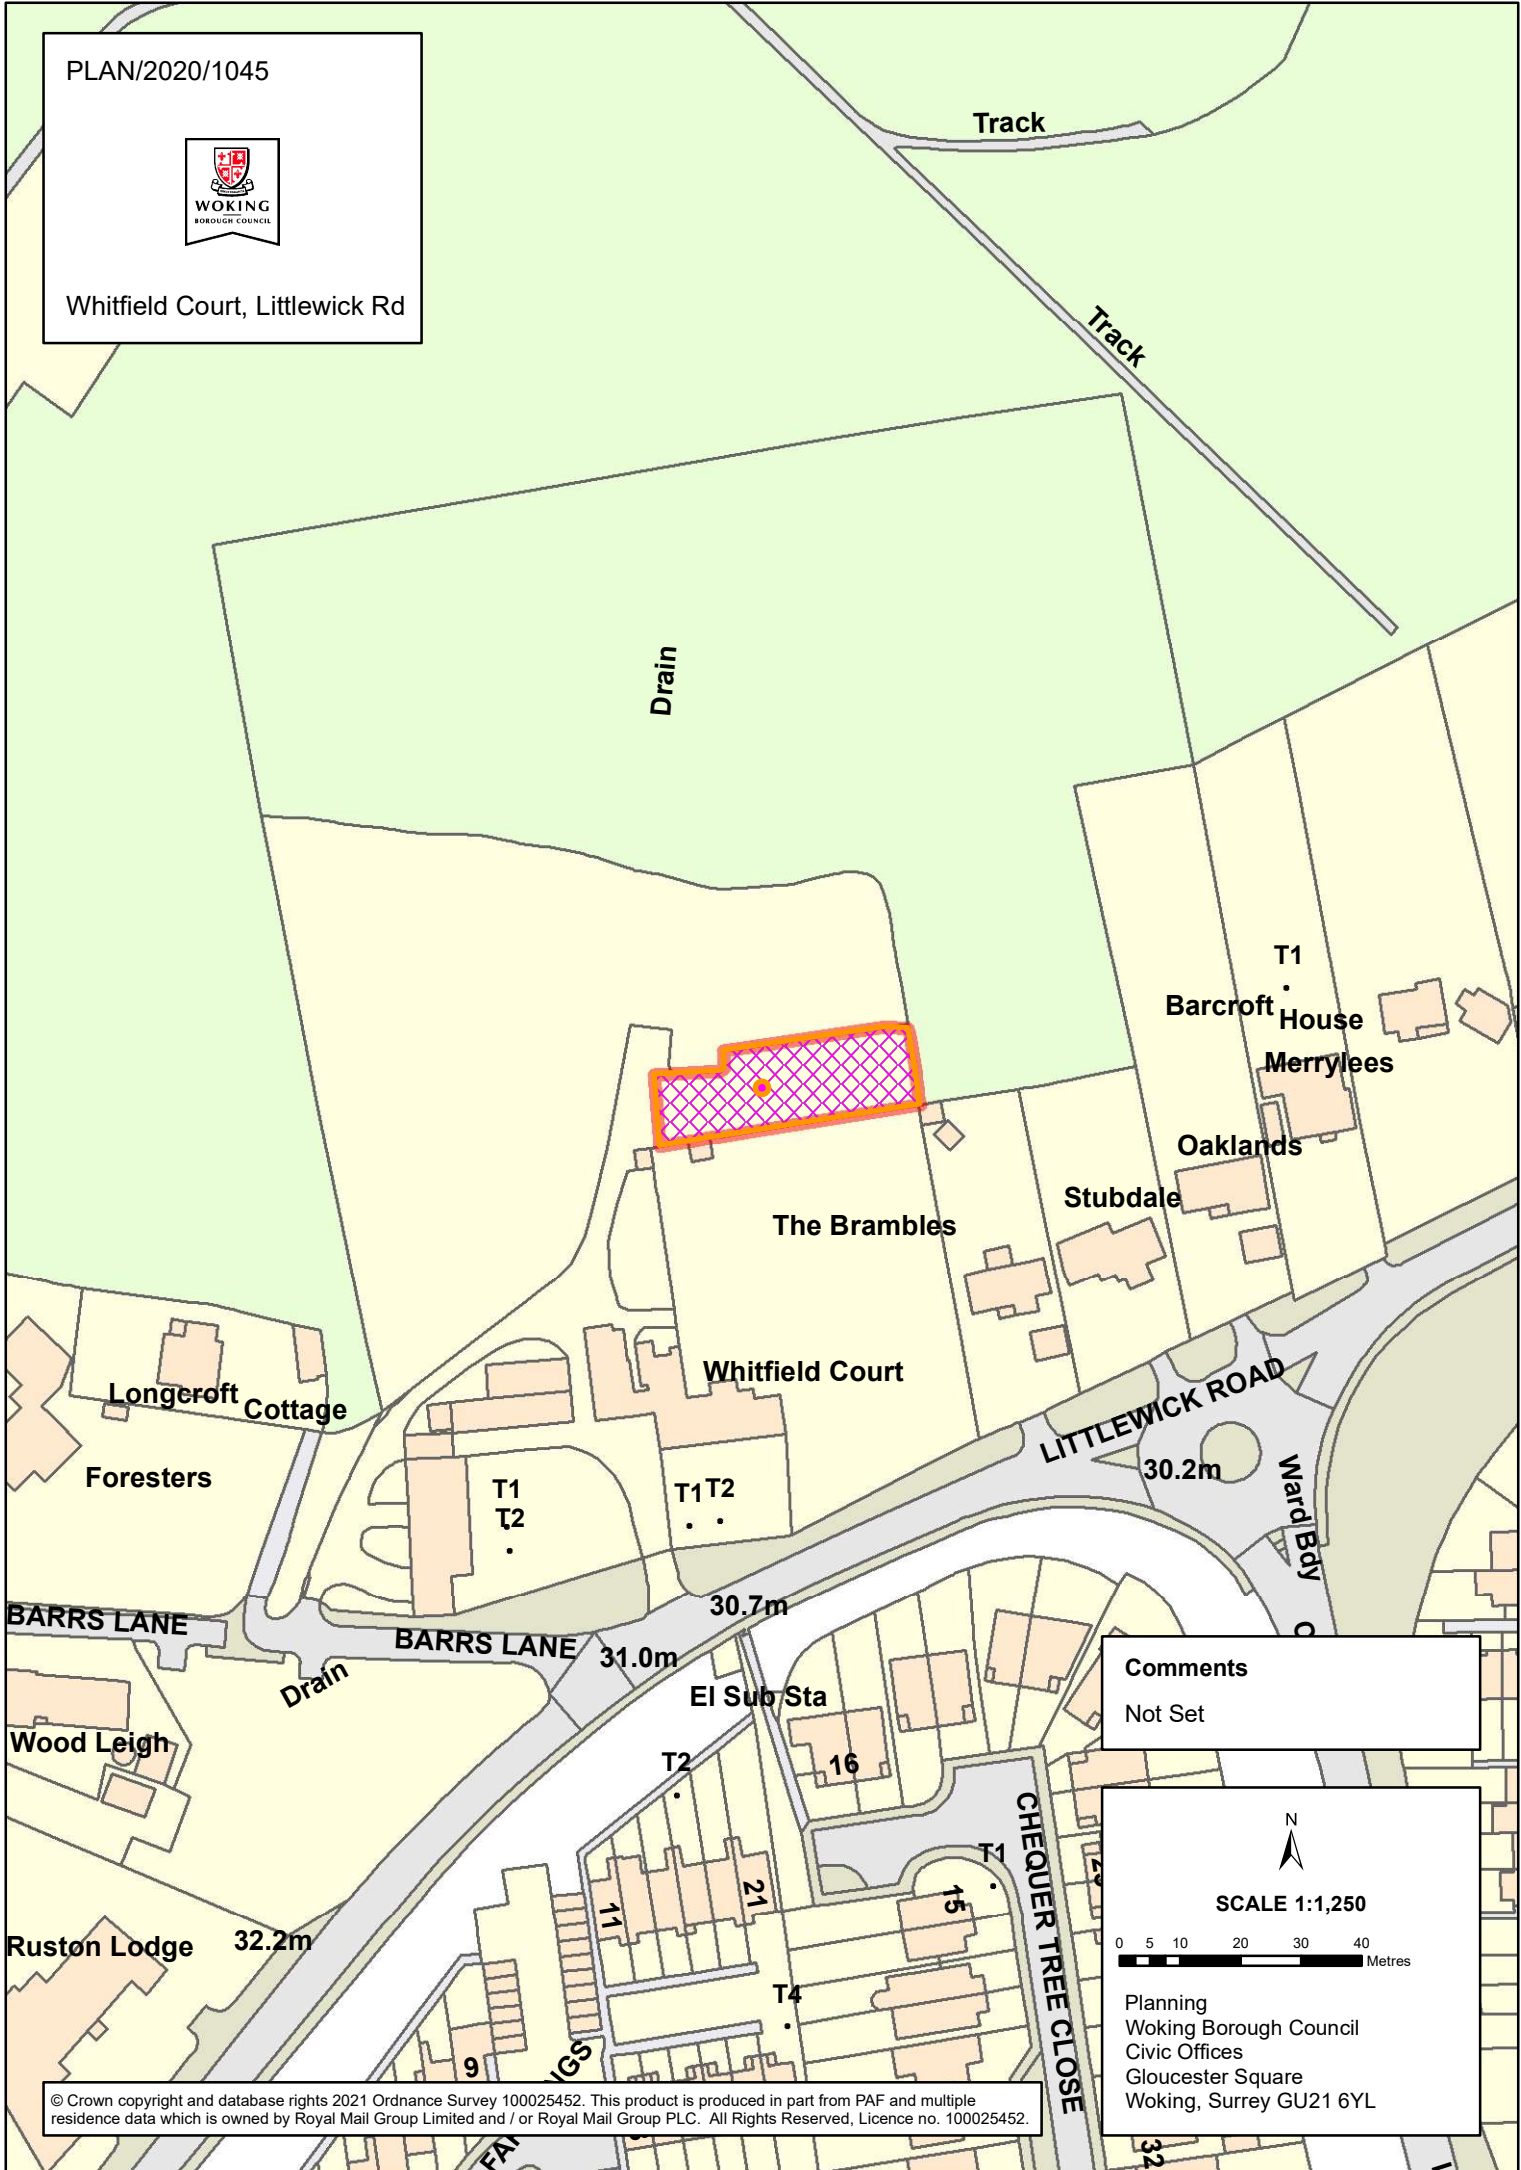 PLAN/2020/1045
WOKING
BOROUGH COUNCIL
Whitfield Court, Littlewick Rd
Track
Track
Drain
T1
Barcroft
House
Merrylees
Oaklands
Stubdale
The Brambles
Whitfield Court
Longcroft
Cottage
Foresters
T1
T2
T1
T2
LITTLEWICK ROAD
30.2m
Ward Bdy
BARRS LANE
BARRS LANE
30.7m
31.0m
Drain
El Sub Sta
Wood Leigh
T2
16
CHEQUER TREE CLOSE
T1
15
21
11
Ruston Lodge
32.2m
T4
9
NGS
FA
32
Comments
Not Set
N
SCALE 1:1,250
0 5 10 20 30 40
Metres
Planning
Woking Borough Council
Civic Offices
Gloucester Square
Woking, Surrey GU21 6YL
© Crown copyright and database rights 2021 Ordnance Survey 100025452. This product is produced in part from PAF and multiple
residence data which is owned by Royal Mail Group Limited and / or Royal Mail Group PLC. All Rights Reserved, Licence no. 100025452.